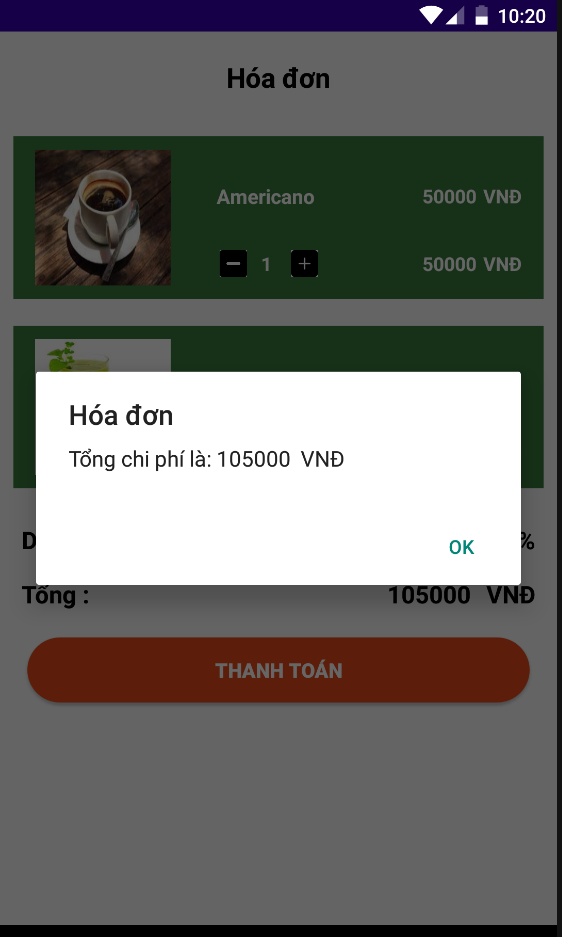 10:20
Hóa đơn
Americano 50000 VNĐ
1 50000 VNĐ
Hóa đơn
Tổng chi phí là: 105000 VNĐ
OK
D %
Tổng : 105000 VNĐ
THANH TOÁN